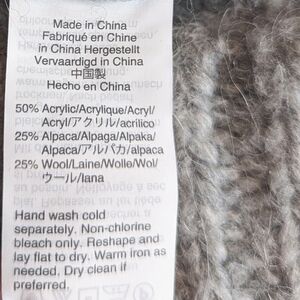 Made in China
Fabriqué en Chine
in China Hergestellt
Vervaardigd in China
中国製
Hecho en China
50% Acrylic/Acrylique/Acryl/
Acryl/アクリル/acrílico
25% Alpaca/Alpaga/Alpaka/
alpaca/アルパカ/alpaca
25% Wool/Laine/Wolle/Wol/
ウール/lana
Hand wash cold
separately. Non-chlorine
bleach only. Reshape and
lay flat to dry. Warm iron as
needed. Dry clean if
preferred.